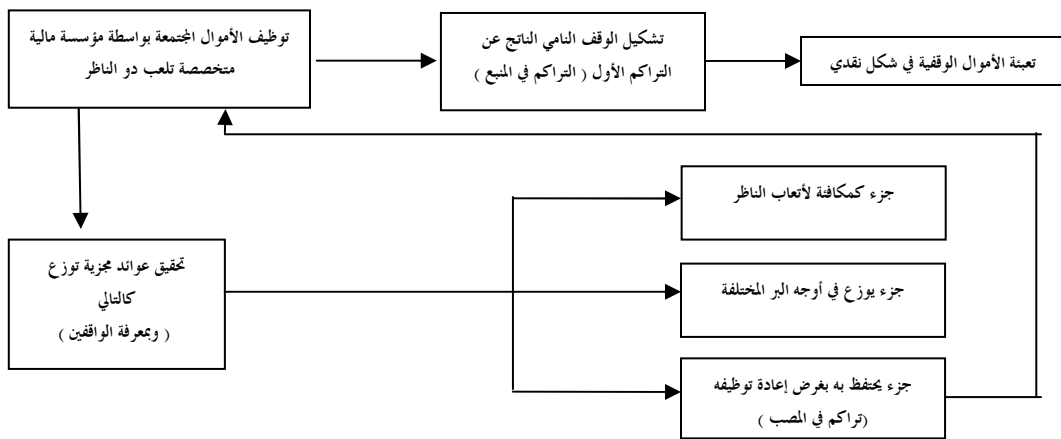 تعبئة الأموال الوقفية في شكل نقدي
تشكيل الوقف النامي الناتج عن
التراكم الأول ( التراكم في المنبع )
توظيف الأموال المجتمعة بواسطة مؤسسة مالية
متخصصة تلعب دو الناظر
تحقيق عوائد مجزية توزع
كالتالي
( وبمعرفة الواقفين )
جزء كمكافئة لأتعاب الناظر
جزء يوزع في أوجه البر المختلفة
جزء يحتفظ به بغرض إعادة توظيفه
(تراكم في المصب )